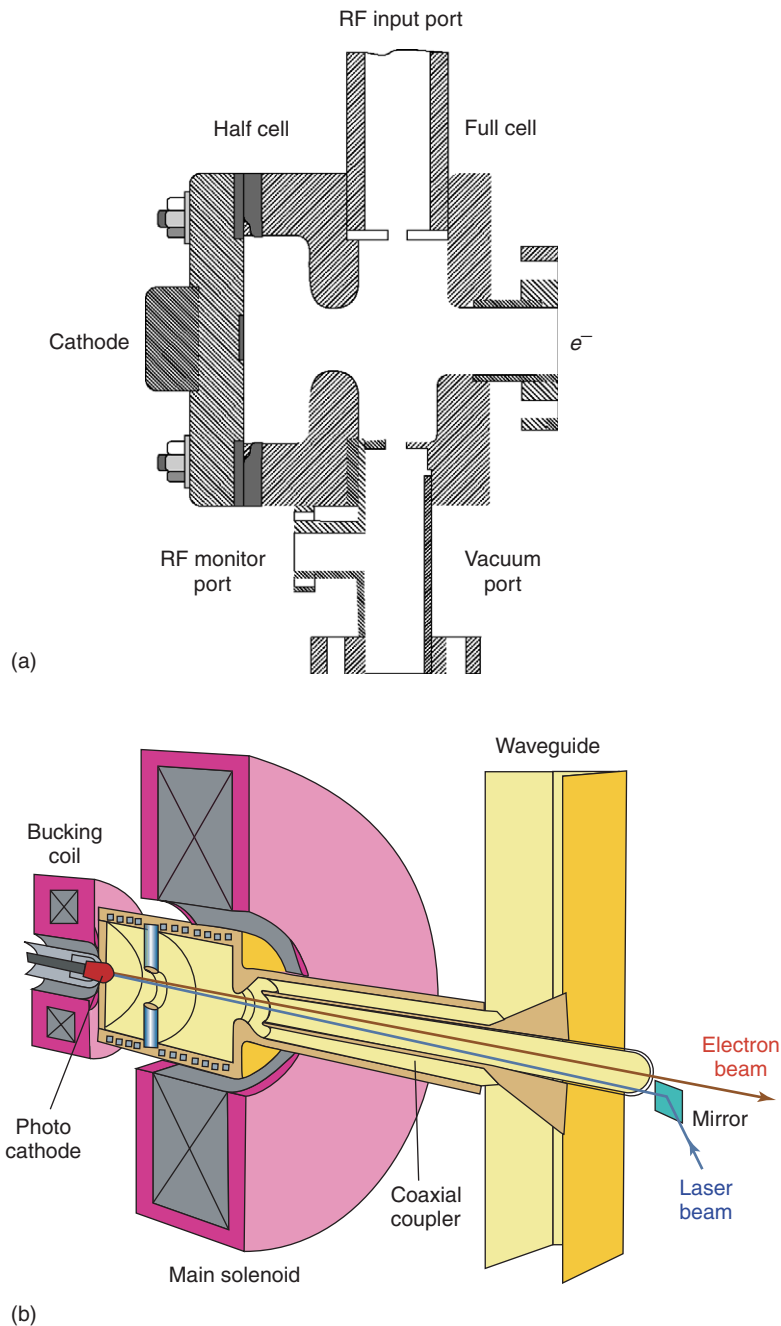 RF input port
Half cell
Full cell
Cathode
e⁻
RF monitor
port
Vacuum
port
(a)
Waveguide
Bucking
coil
Electron
beam
Mirror
Photo
cathode
Laser
beam
Coaxial
coupler
Main solenoid
(b)